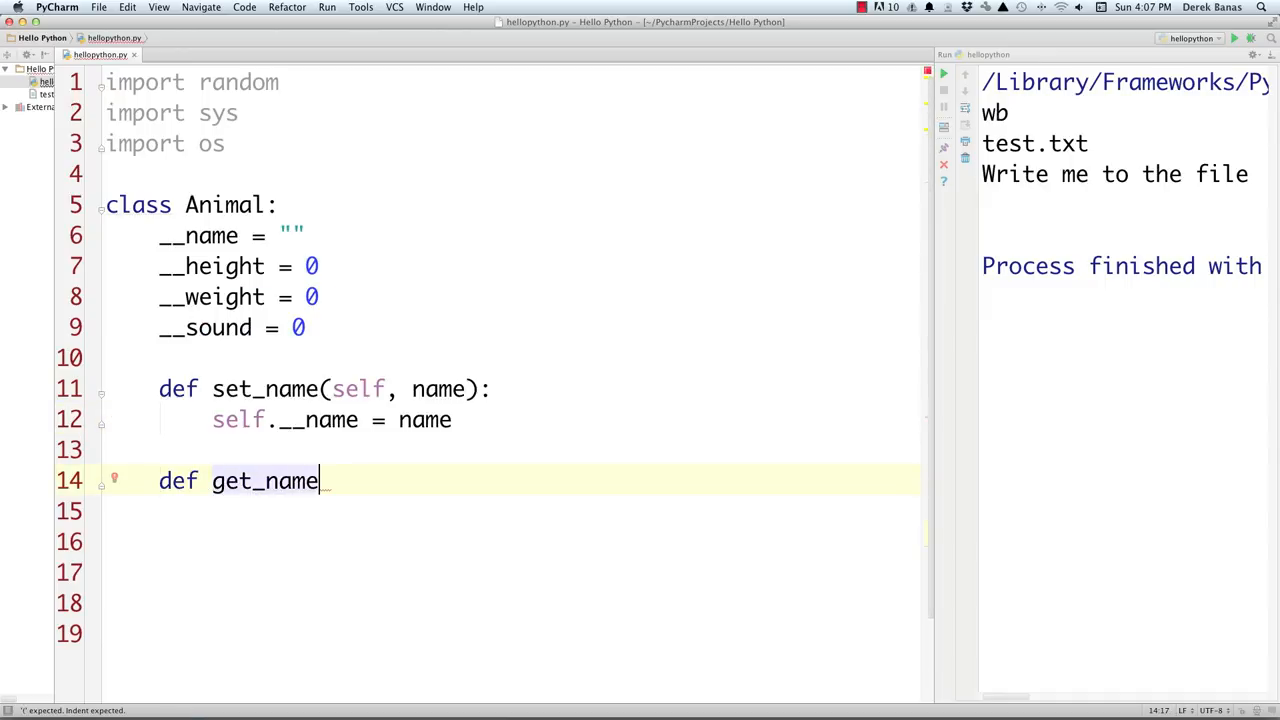 PyCharm File Edit View Navigate Code Refactor Run Tools VCS Window Help 10 Sun 4:07 PM Derek Banas
hellopython.py – Hello Python – [~/PycharmProjects/Hello Python]
Hello Python hellopython.py hellopython
hellopython.py Run hellopython
Hello P
hell
test
Externa
1 import random
2 import sys
3 import os
4
5 class Animal:
6 __name = ""
7 __height = 0
8 __weight = 0
9 __sound = 0
10
11 def set_name(self, name):
12 self.__name = name
13
14 def get_name
15
16
17
18
19
/Library/Frameworks/Py
wb
test.txt
Write me to the file
Process finished with
'(' expected. Indent expected. 14:17 LF UTF-8